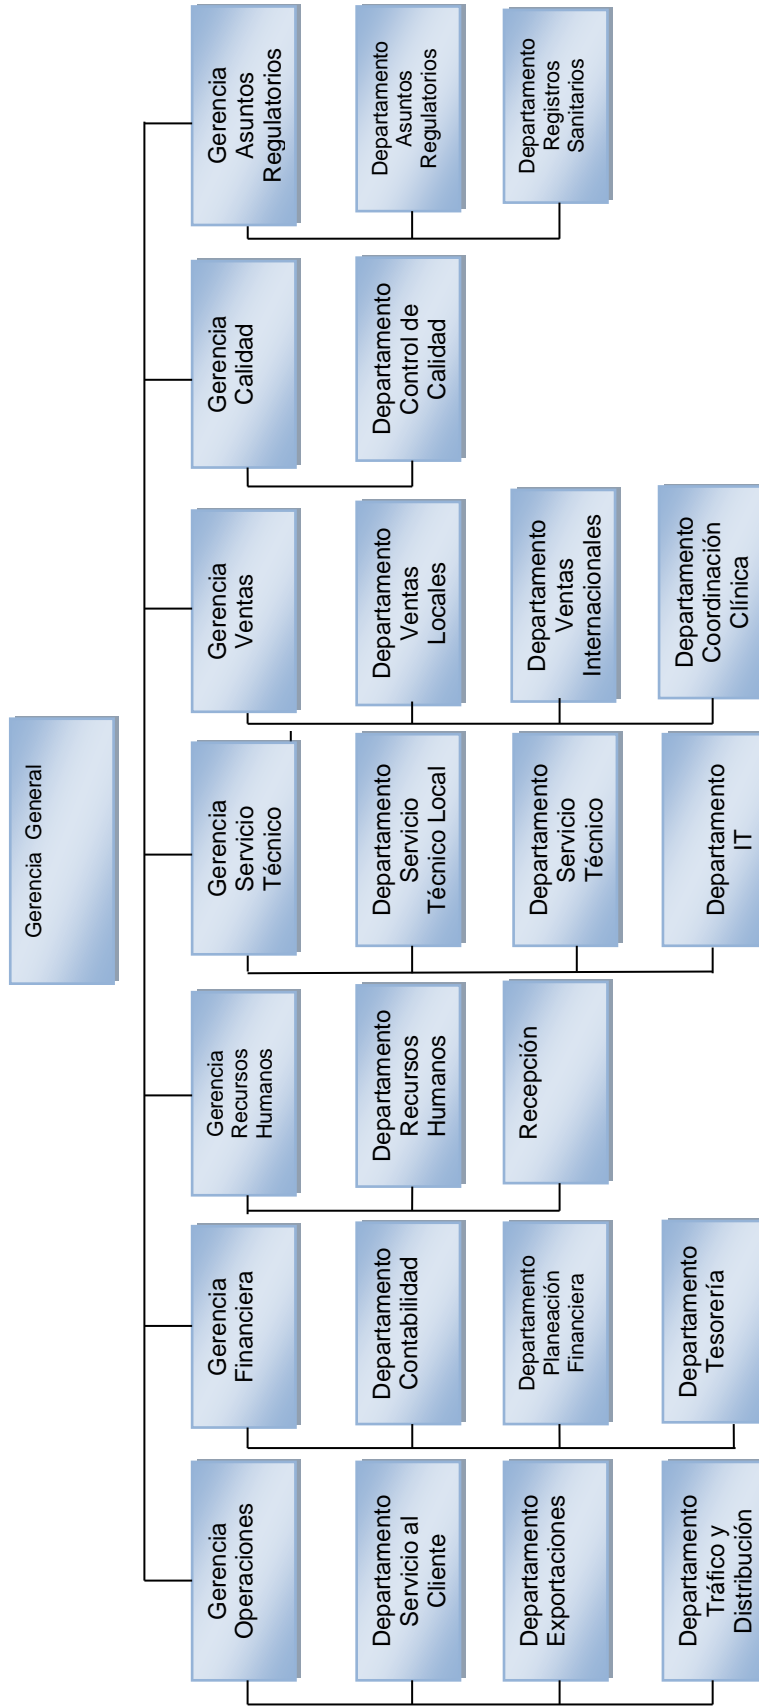 Gerencia General
Gerencia
Operaciones
Departamento
Servicio al
Cliente
Departamento
Exportaciones
Departamento
Tráfico y
Distribución
Gerencia
Financiera
Departamento
Contabilidad
Departamento
Planeación
Financiera
Departamento
Tesorería
Gerencia
Recursos
Humanos
Departamento
Recursos
Humanos
Recepción
Gerencia
Servicio
Técnico
Departamento
Servicio
Técnico Local
Departamento
Servicio
Técnico
Departamento
IT
Gerencia
Ventas
Departamento
Ventas
Locales
Departamento
Ventas
Internacionales
Departamento
Coordinación
Clínica
Gerencia
Calidad
Departamento
Control de
Calidad
Gerencia
Asuntos
Regulatorios
Departamento
Asuntos
Regulatorios
Departamento
Registros
Sanitarios